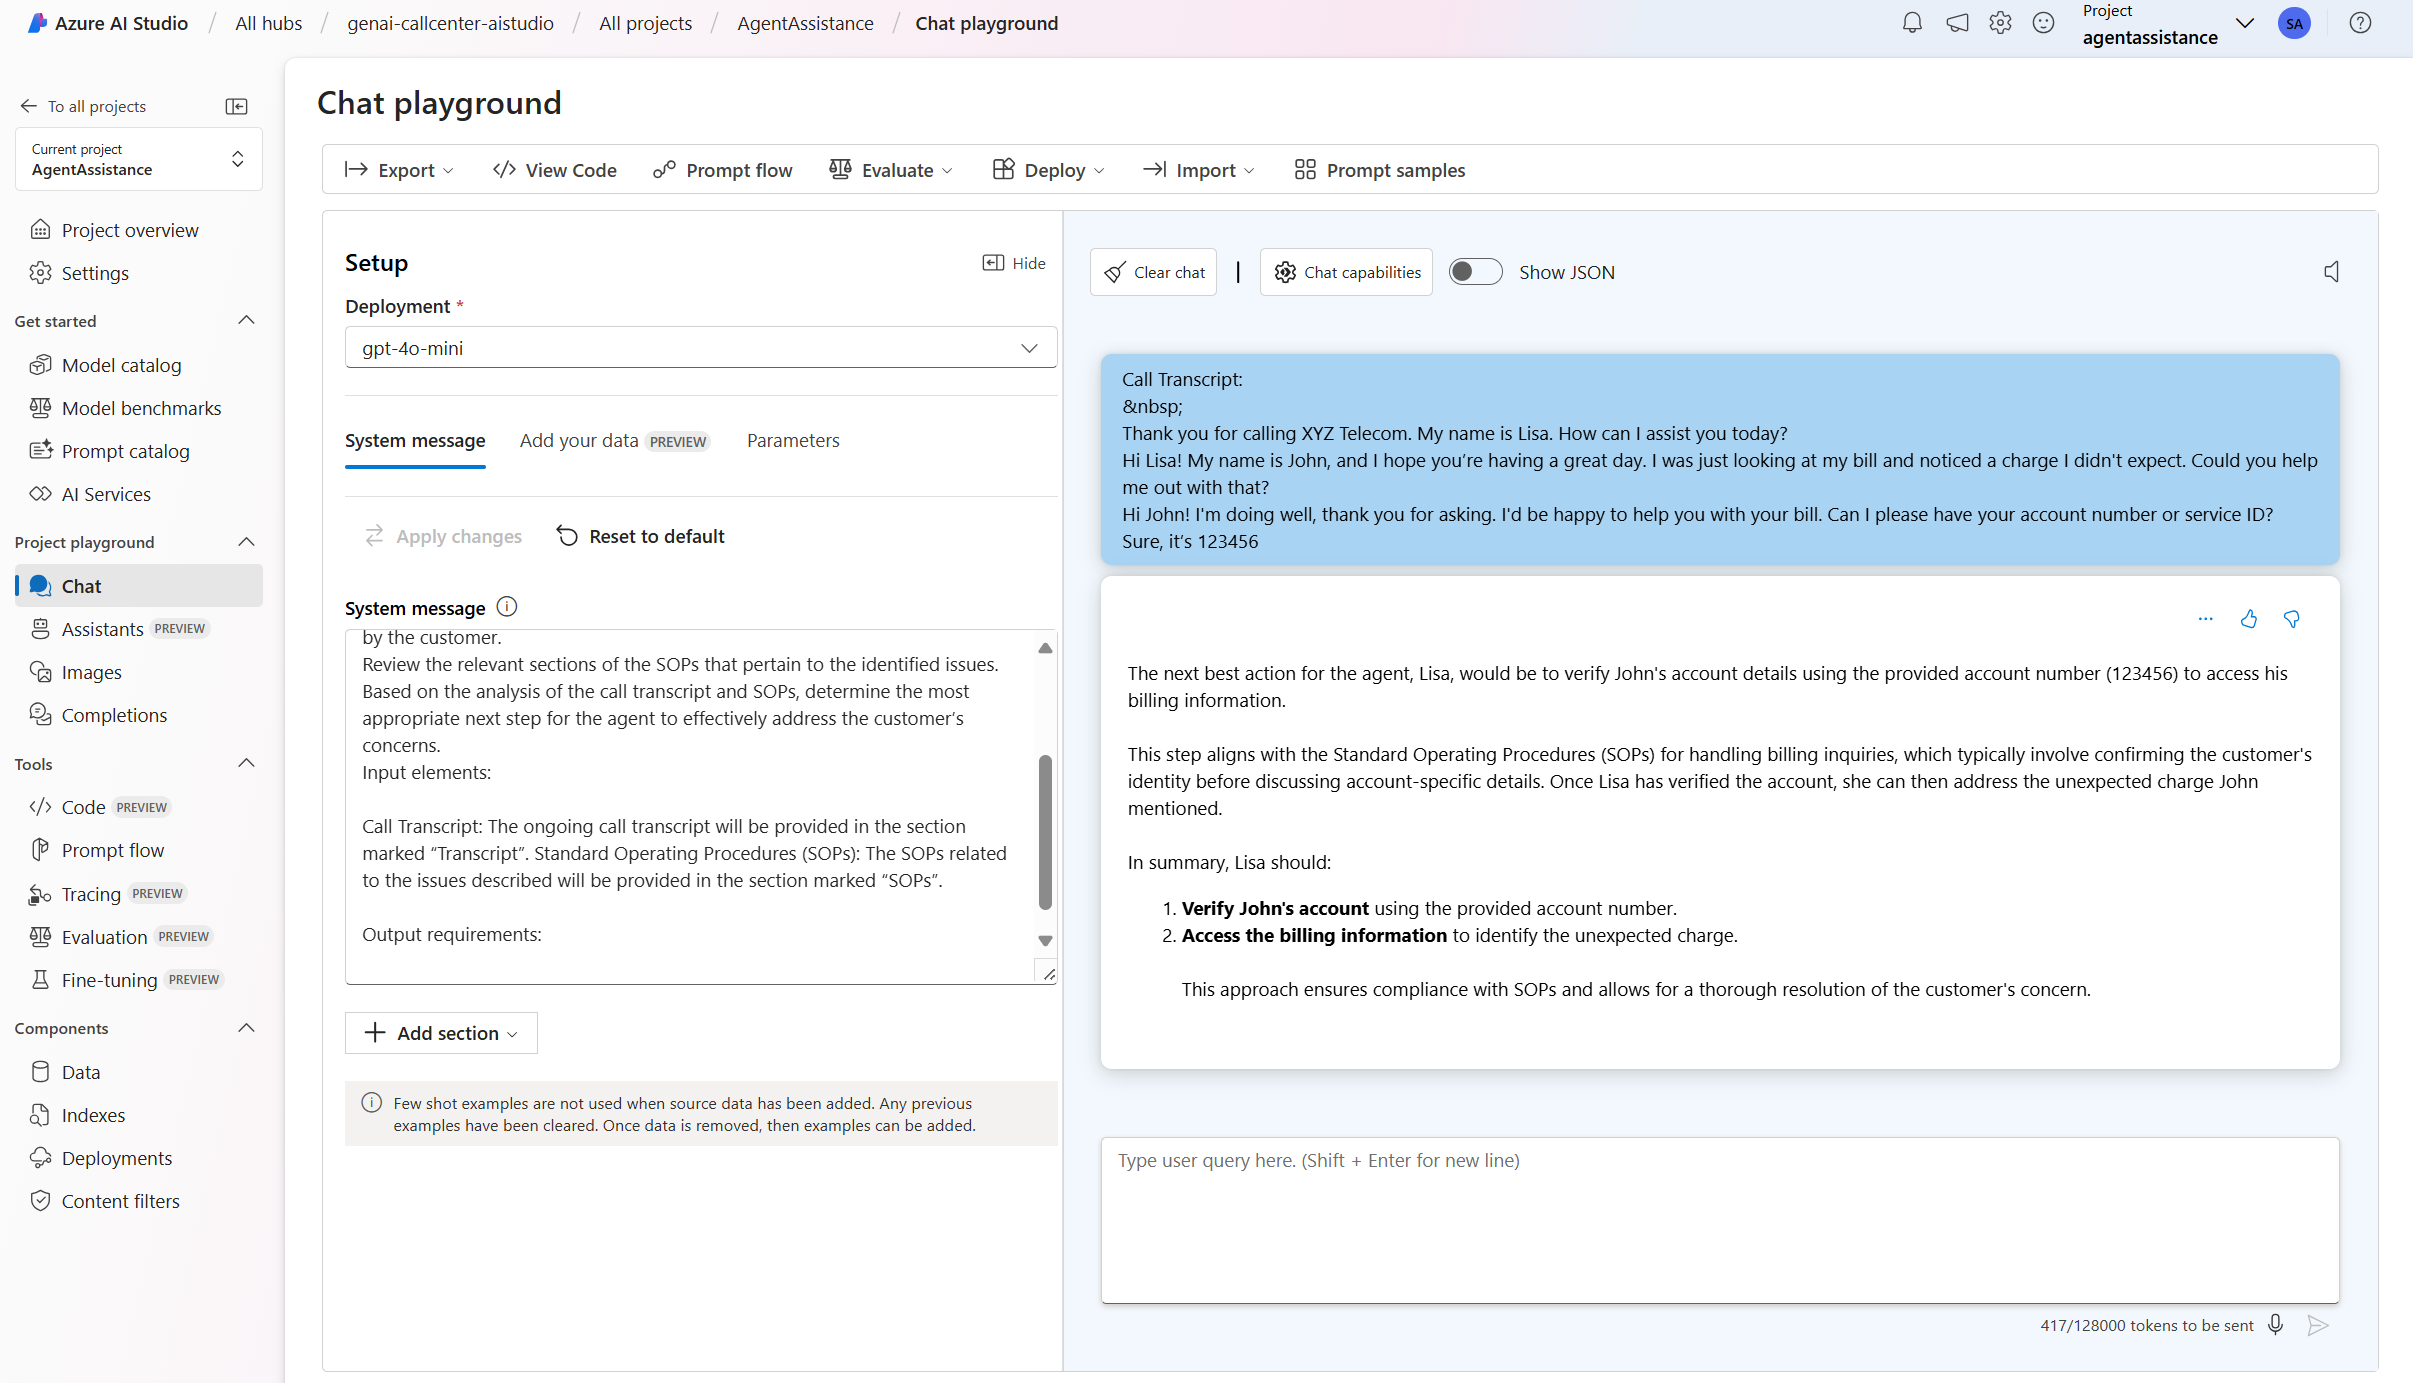 Azure AI Studio / All hubs / genai-callcenter-aistudio / All projects / AgentAssistance / Chat playground
Project
agentassistance
SA
To all projects
Current project
AgentAssistance
Project overview
Settings
Get started
Model catalog
Model benchmarks
Prompt catalog
AI Services
Project playground
Chat
Assistants PREVIEW
Images
Completions
Tools
Code PREVIEW
Prompt flow
Tracing PREVIEW
Evaluation PREVIEW
Fine-tuning PREVIEW
Components
Data
Indexes
Deployments
Content filters
Chat playground
Export
View Code
Prompt flow
Evaluate
Deploy
Import
Prompt samples
Setup
Hide
Deployment *
gpt-4o-mini
System message
Add your data PREVIEW
Parameters
Apply changes
Reset to default
System message
by the customer.
Review the relevant sections of the SOPs that pertain to the identified issues.
Based on the analysis of the call transcript and SOPs, determine the most
appropriate next step for the agent to effectively address the customer’s
concerns.
Input elements:
Call Transcript: The ongoing call transcript will be provided in the section
marked “Transcript”. Standard Operating Procedures (SOPs): The SOPs related
to the issues described will be provided in the section marked “SOPs”.
Output requirements:
Add section
Few shot examples are not used when source data has been added. Any previous
examples have been cleared. Once data is removed, then examples can be added.
Clear chat
Chat capabilities
Show JSON
Call Transcript:
&nbsp;
Thank you for calling XYZ Telecom. My name is Lisa. How can I assist you today?
Hi Lisa! My name is John, and I hope you’re having a great day. I was just looking at my bill and noticed a charge I didn't expect. Could you help
me out with that?
Hi John! I'm doing well, thank you for asking. I'd be happy to help you with your bill. Can I please have your account number or service ID?
Sure, it’s 123456
The next best action for the agent, Lisa, would be to verify John's account details using the provided account number (123456) to access his
billing information.
This step aligns with the Standard Operating Procedures (SOPs) for handling billing inquiries, which typically involve confirming the customer's
identity before discussing account-specific details. Once Lisa has verified the account, she can then address the unexpected charge John
mentioned.
In summary, Lisa should:
1. Verify John's account using the provided account number.
2. Access the billing information to identify the unexpected charge.
This approach ensures compliance with SOPs and allows for a thorough resolution of the customer's concern.
Type user query here. (Shift + Enter for new line)
417/128000 tokens to be sent